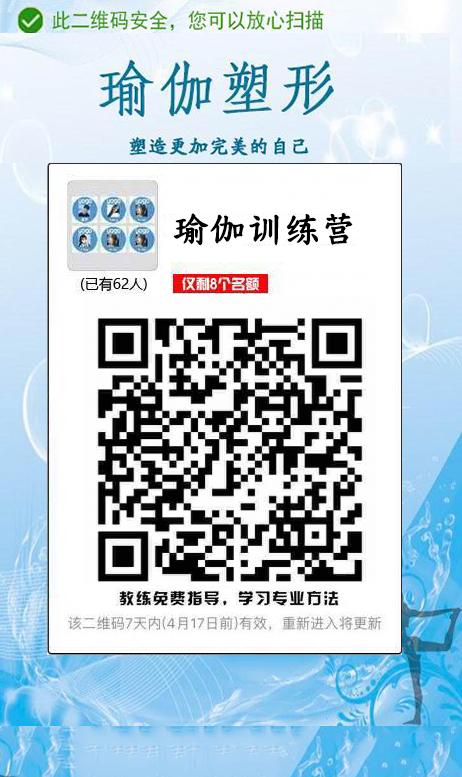 此二维码安全，您可以放心扫描
瑜伽塑形
塑造更加完美的自己
瑜伽训练营
(已有62人)
仅剩8个名额
教练免费指导，学习专业方法
该二维码7天内(4月17日前)有效，重新进入将更新